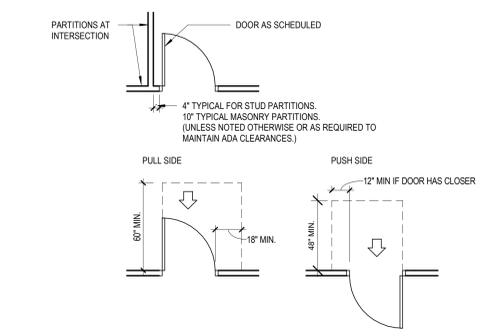 PARTITIONS AT
INTERSECTION
DOOR AS SCHEDULED
4" TYPICAL FOR STUD PARTITIONS.
10" TYPICAL MASONRY PARTITIONS.
(UNLESS NOTED OTHERWISE OR AS REQUIRED TO
MAINTAIN ADA CLEARANCES.)
PULL SIDE
60" MIN.
18" MIN.
PUSH SIDE
12" MIN IF DOOR HAS CLOSER
48" MIN.